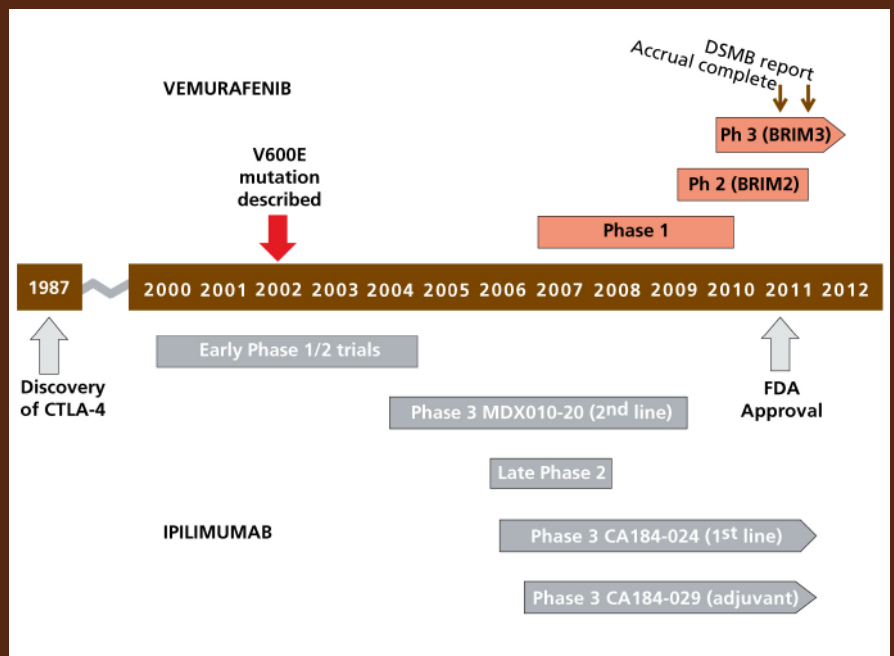 DSMB report
Accrual complete
VEMURAFENIB
Ph 3 (BRIM3)
V600E
mutation
described
Ph 2 (BRIM2)
Phase 1
1987 2000 2001 2002 2003 2004 2005 2006 2007 2008 2009 2010 2011 2012
Early Phase 1/2 trials
Discovery
of CTLA-4
FDA
Approval
Phase 3 MDX010-20 (2nd line)
Late Phase 2
IPILIMUMAB
Phase 3 CA184-024 (1st line)
Phase 3 CA184-029 (adjuvant)